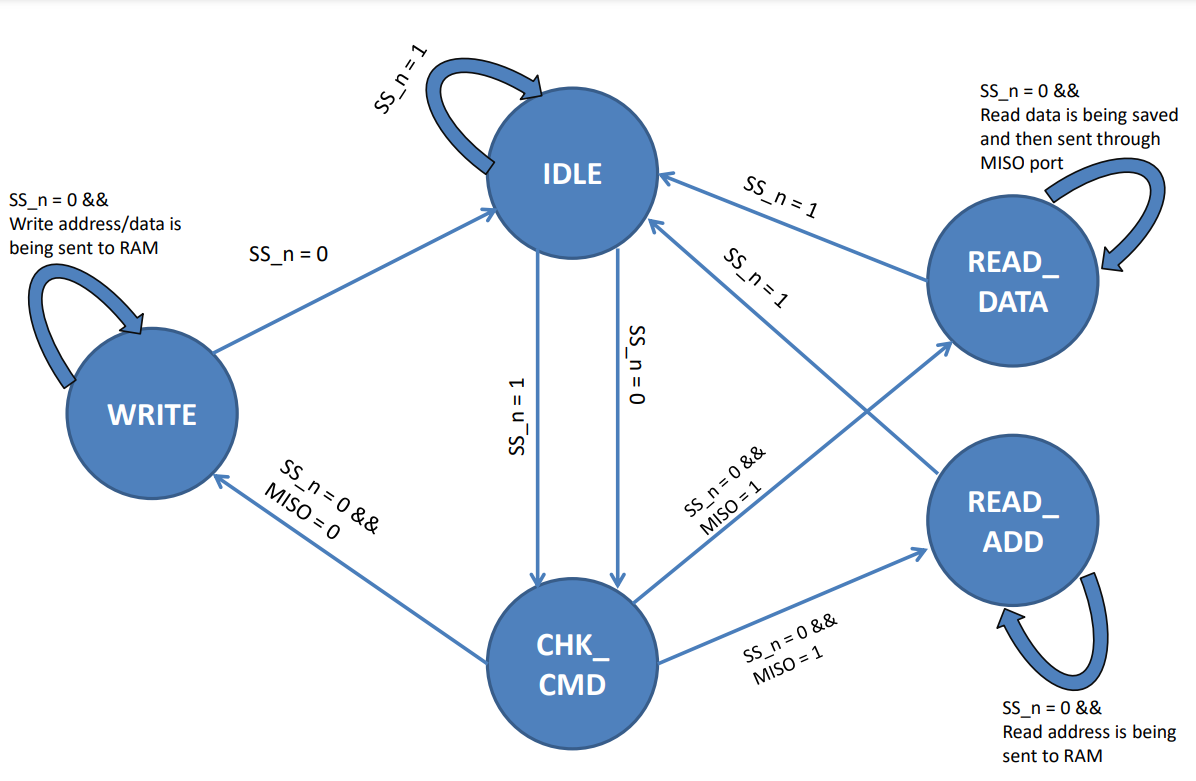 SS_n = 1
IDLE
SS_n = 0 &&
Read data is being saved
and then sent through
MISO port
SS_n = 0 &&
Write address/data is
being sent to RAM
SS_n = 0
SS_n = 1
SS_n = 1
READ_
DATA
SS_n = 1
SS_n = 0
WRITE
SS_n = 0 &&
MISO = 0
SS_n = 0 &&
MISO = 1
READ_
ADD
CHK_
CMD
SS_n = 0 &&
MISO = 1
SS_n = 0 &&
Read address is being
sent to RAM